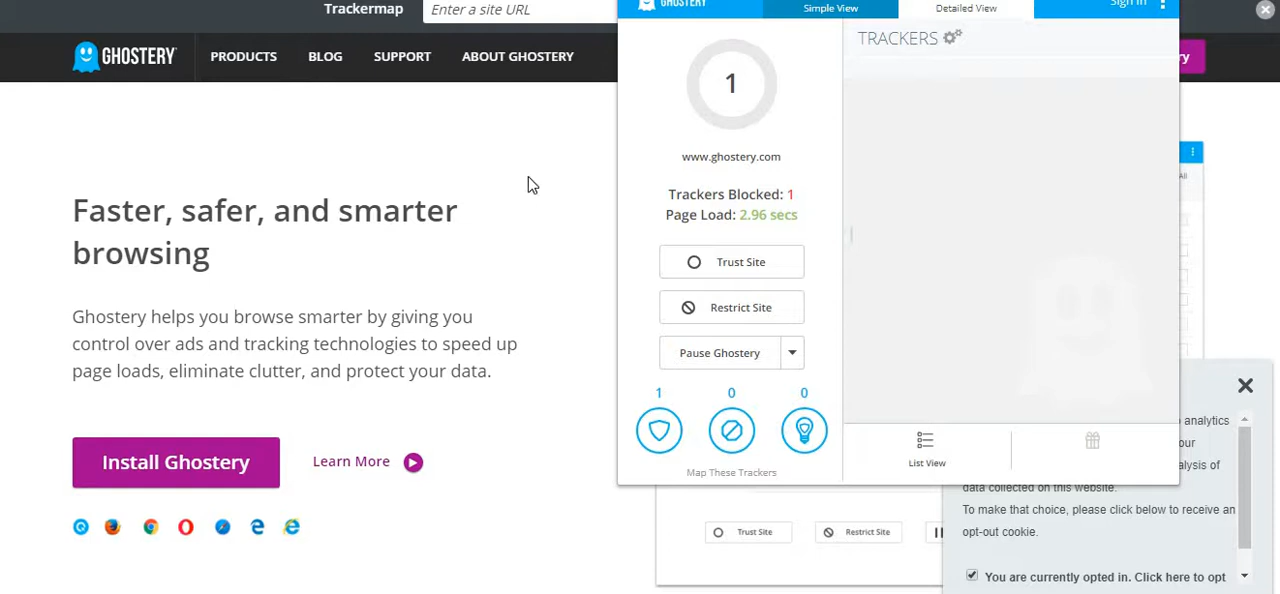 Trackermap
Enter a site URL
GHOSTERY
PRODUCTS
BLOG
SUPPORT
ABOUT GHOSTERY
Faster, safer, and smarter
browsing
Ghostery helps you browse smarter by giving you
control over ads and tracking technologies to speed up
page loads, eliminate clutter, and protect your data.
Install Ghostery
Learn More
GHOSTERY
Simple View
Detailed View
Sign In
TRACKERS
1
www.ghostery.com
Trackers Blocked: 1
Page Load: 2.96 secs
Trust Site
Restrict Site
Pause Ghostery
1
0
0
Map These Trackers
List View
Trust Site
Restrict Site
analytics
our
alysis of
data collected on this website.
To make that choice, please click below to receive an
opt-out cookie.
You are currently opted in. Click here to opt